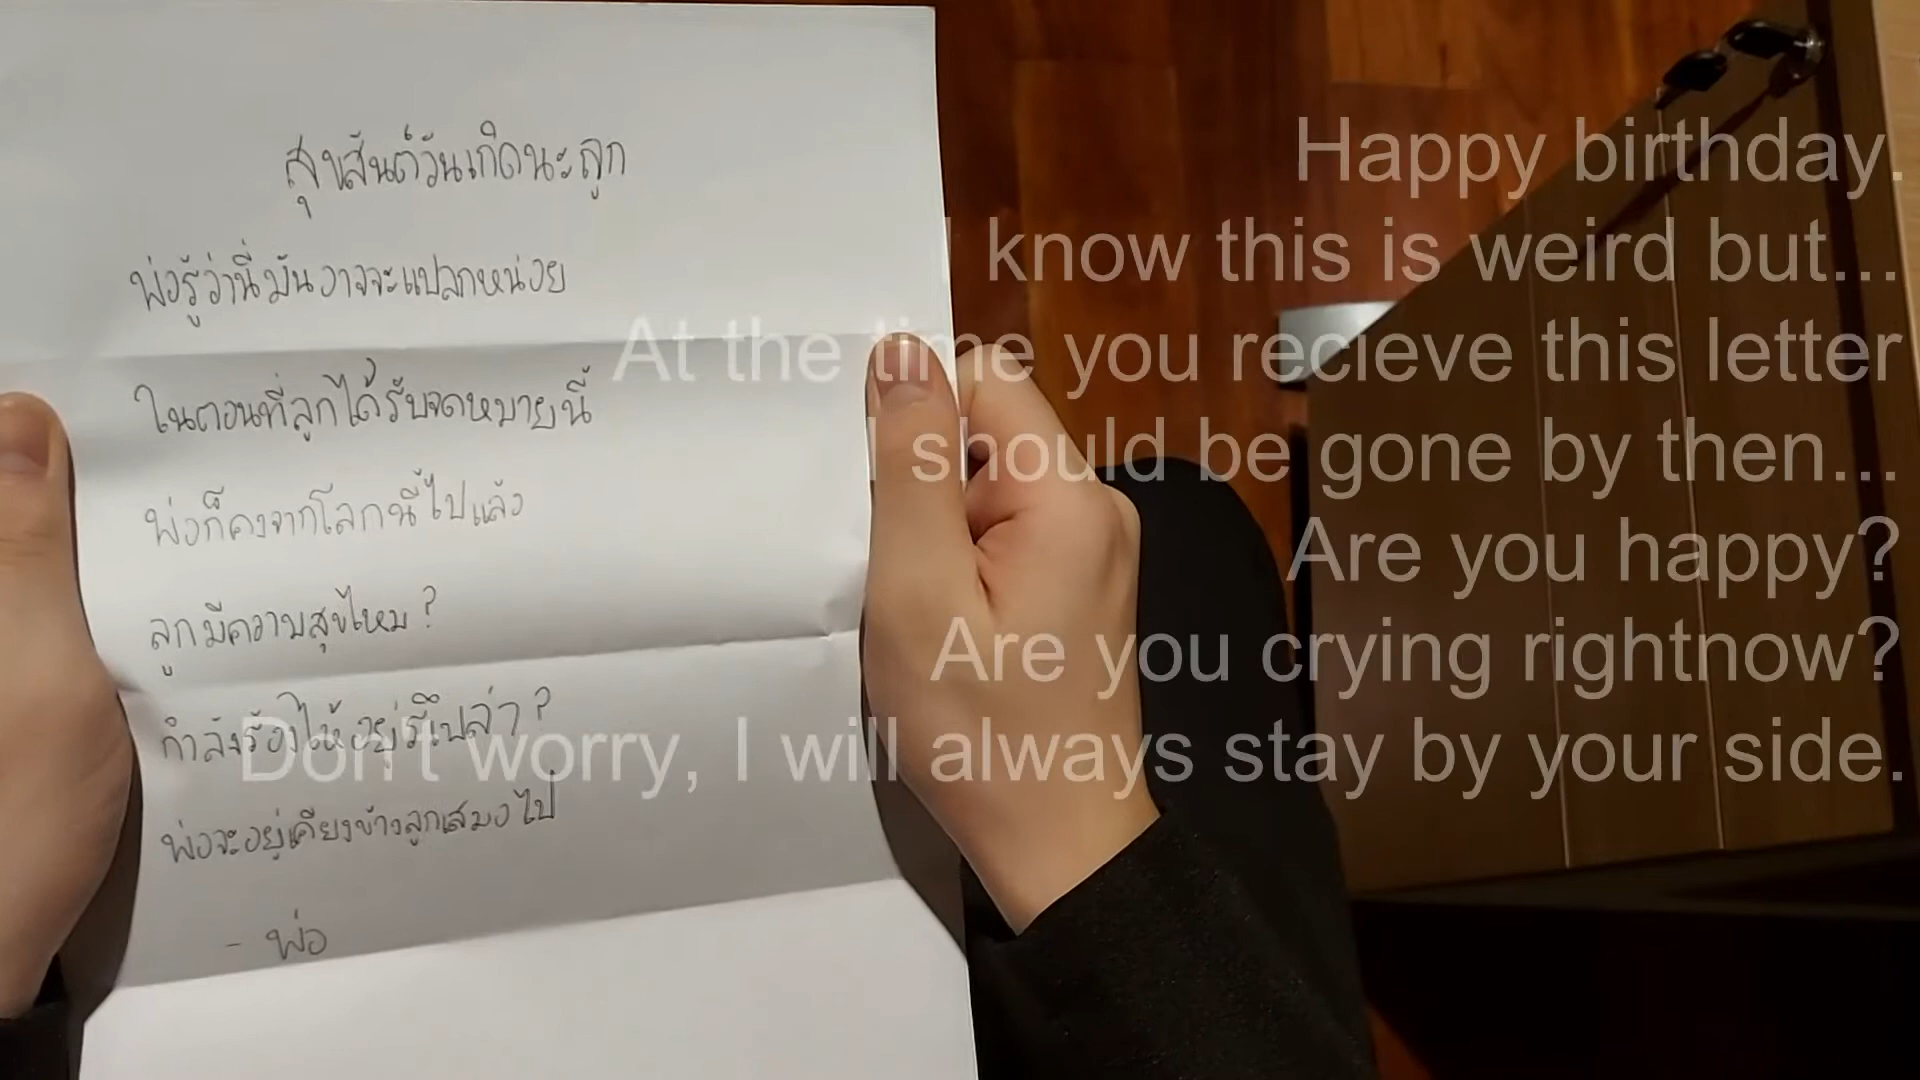 สุขสันต์วันเกิดนะลูก
พ่อรู้ว่านี่มันอาจจะแปลกหน่อย
ในตอนที่ลูกได้รับจดหมายนี้
พ่อก็คงจากโลกนี้ไปแล้ว
ลูกมีความสุขไหม?
กำลังร้องไห้อยู่รึเปล่า?
พ่อจะอยู่เคียงข้างลูกเสมอไป
- พ่อ
Happy birthday.
I know this is weird but...
At the time you recieve this letter
I should be gone by then...
Are you happy?
Are you crying rightnow?
Don't worry, I will always stay by your side.